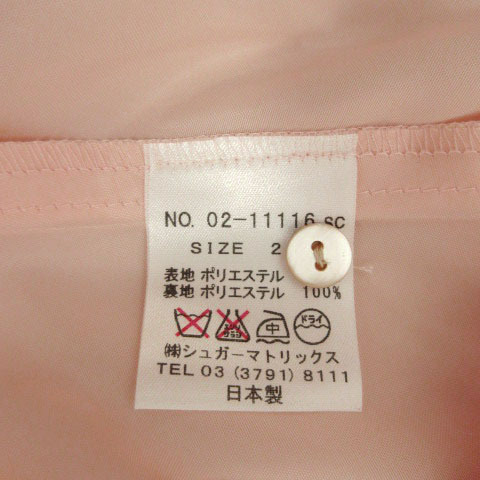 NO. 02-11116 SC
SIZE 2
表地 ポリエステル
裏地 ポリエステル 100%
ドライ
㈱シュガーマトリックス
TEL 03 (3791) 8111
日本製